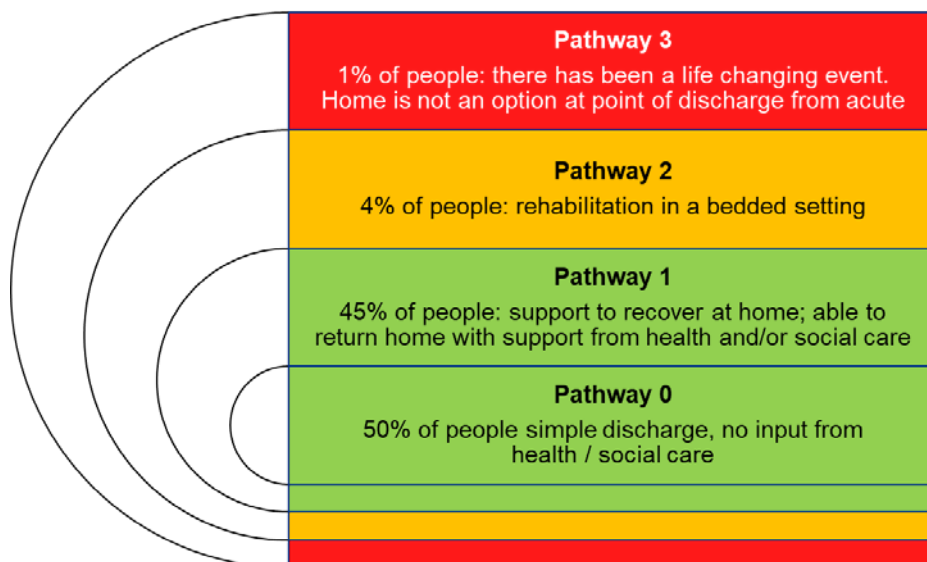 Pathway 3
1% of people: there has been a life changing event.
Home is not an option at point of discharge from acute
Pathway 2
4% of people: rehabilitation in a bedded setting
Pathway 1
45% of people: support to recover at home; able to
return home with support from health and/or social care
Pathway 0
50% of people simple discharge, no input from
health / social care